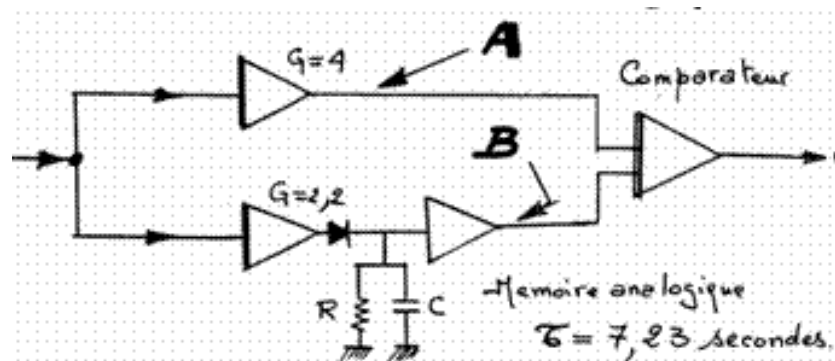 G=4
A
Comparateur
B
G=2,2
R
C
Memoire analogique
τ = 7,23 secondes.